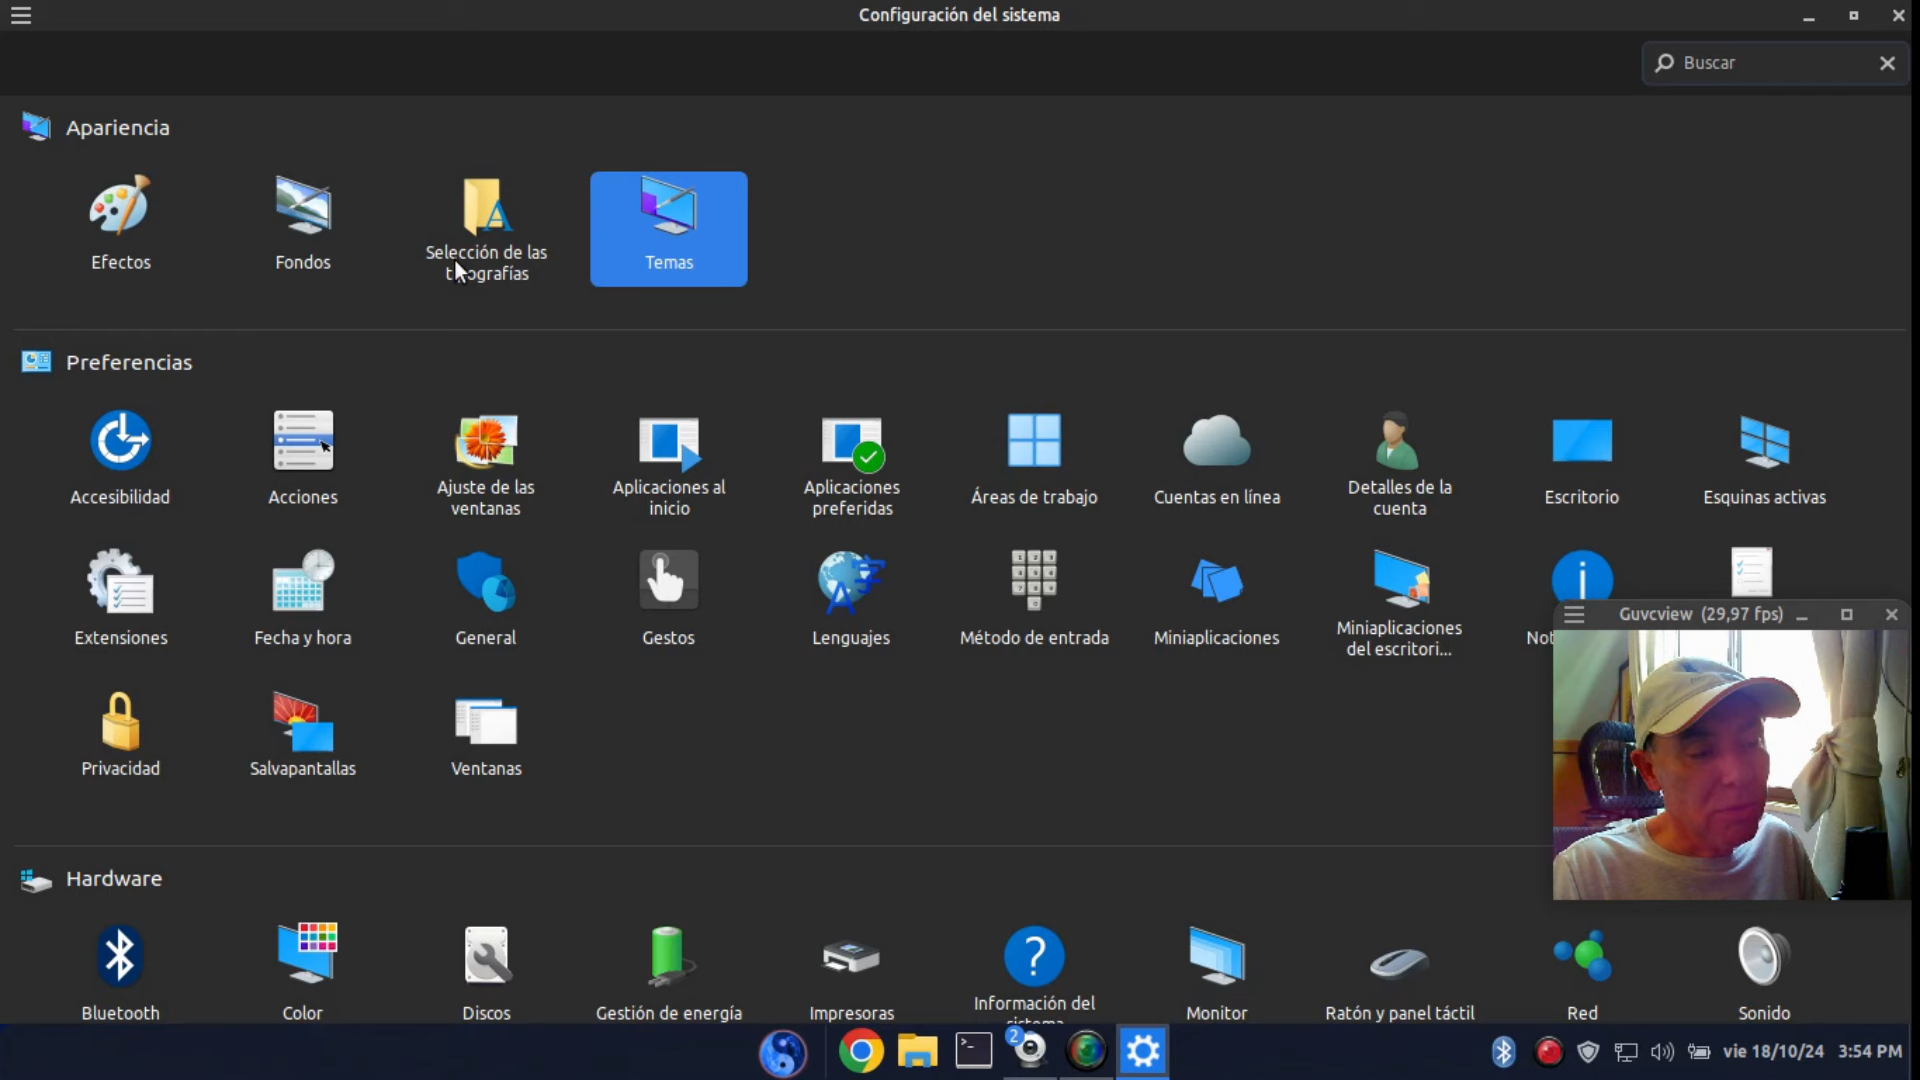 Configuración del sistema
Buscar
Apariencia
Efectos
Fondos
Selección de las
tipografías
Temas
Preferencias
Accesibilidad
Acciones
Ajuste de las
ventanas
Aplicaciones al
inicio
Aplicaciones
preferidas
Áreas de trabajo
Cuentas en línea
Detalles de la
cuenta
Escritorio
Esquinas activas
Extensiones
Fecha y hora
General
Gestos
Lenguajes
Método de entrada
Miniaplicaciones
Miniaplicaciones
del escritori...
Not
Guvcview (29,97 fps)
Privacidad
Salvapantallas
Ventanas
Hardware
Bluetooth
Color
Discos
Gestión de energía
Impresoras
Información del
sistema
Monitor
Ratón y panel táctil
Red
Sonido
2
vie 18/10/24 3:54 PM